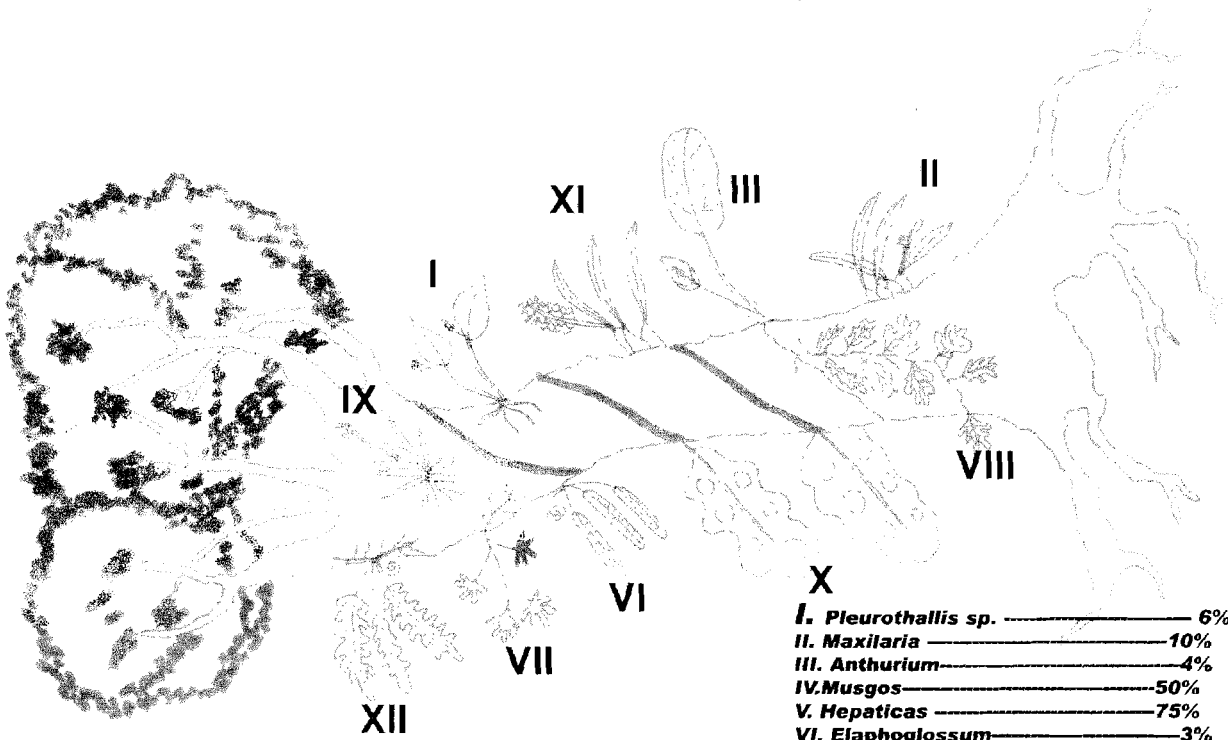 II
III
XI
I
IX
VIII
VI
X
VII
XII
I. Pleurothallis sp. 6%
II. Maxilaria 10%
III. Anthurium 4%
IV.Musgos 50%
V. Hepaticas 75%
VI. Elaphoglossum 3%